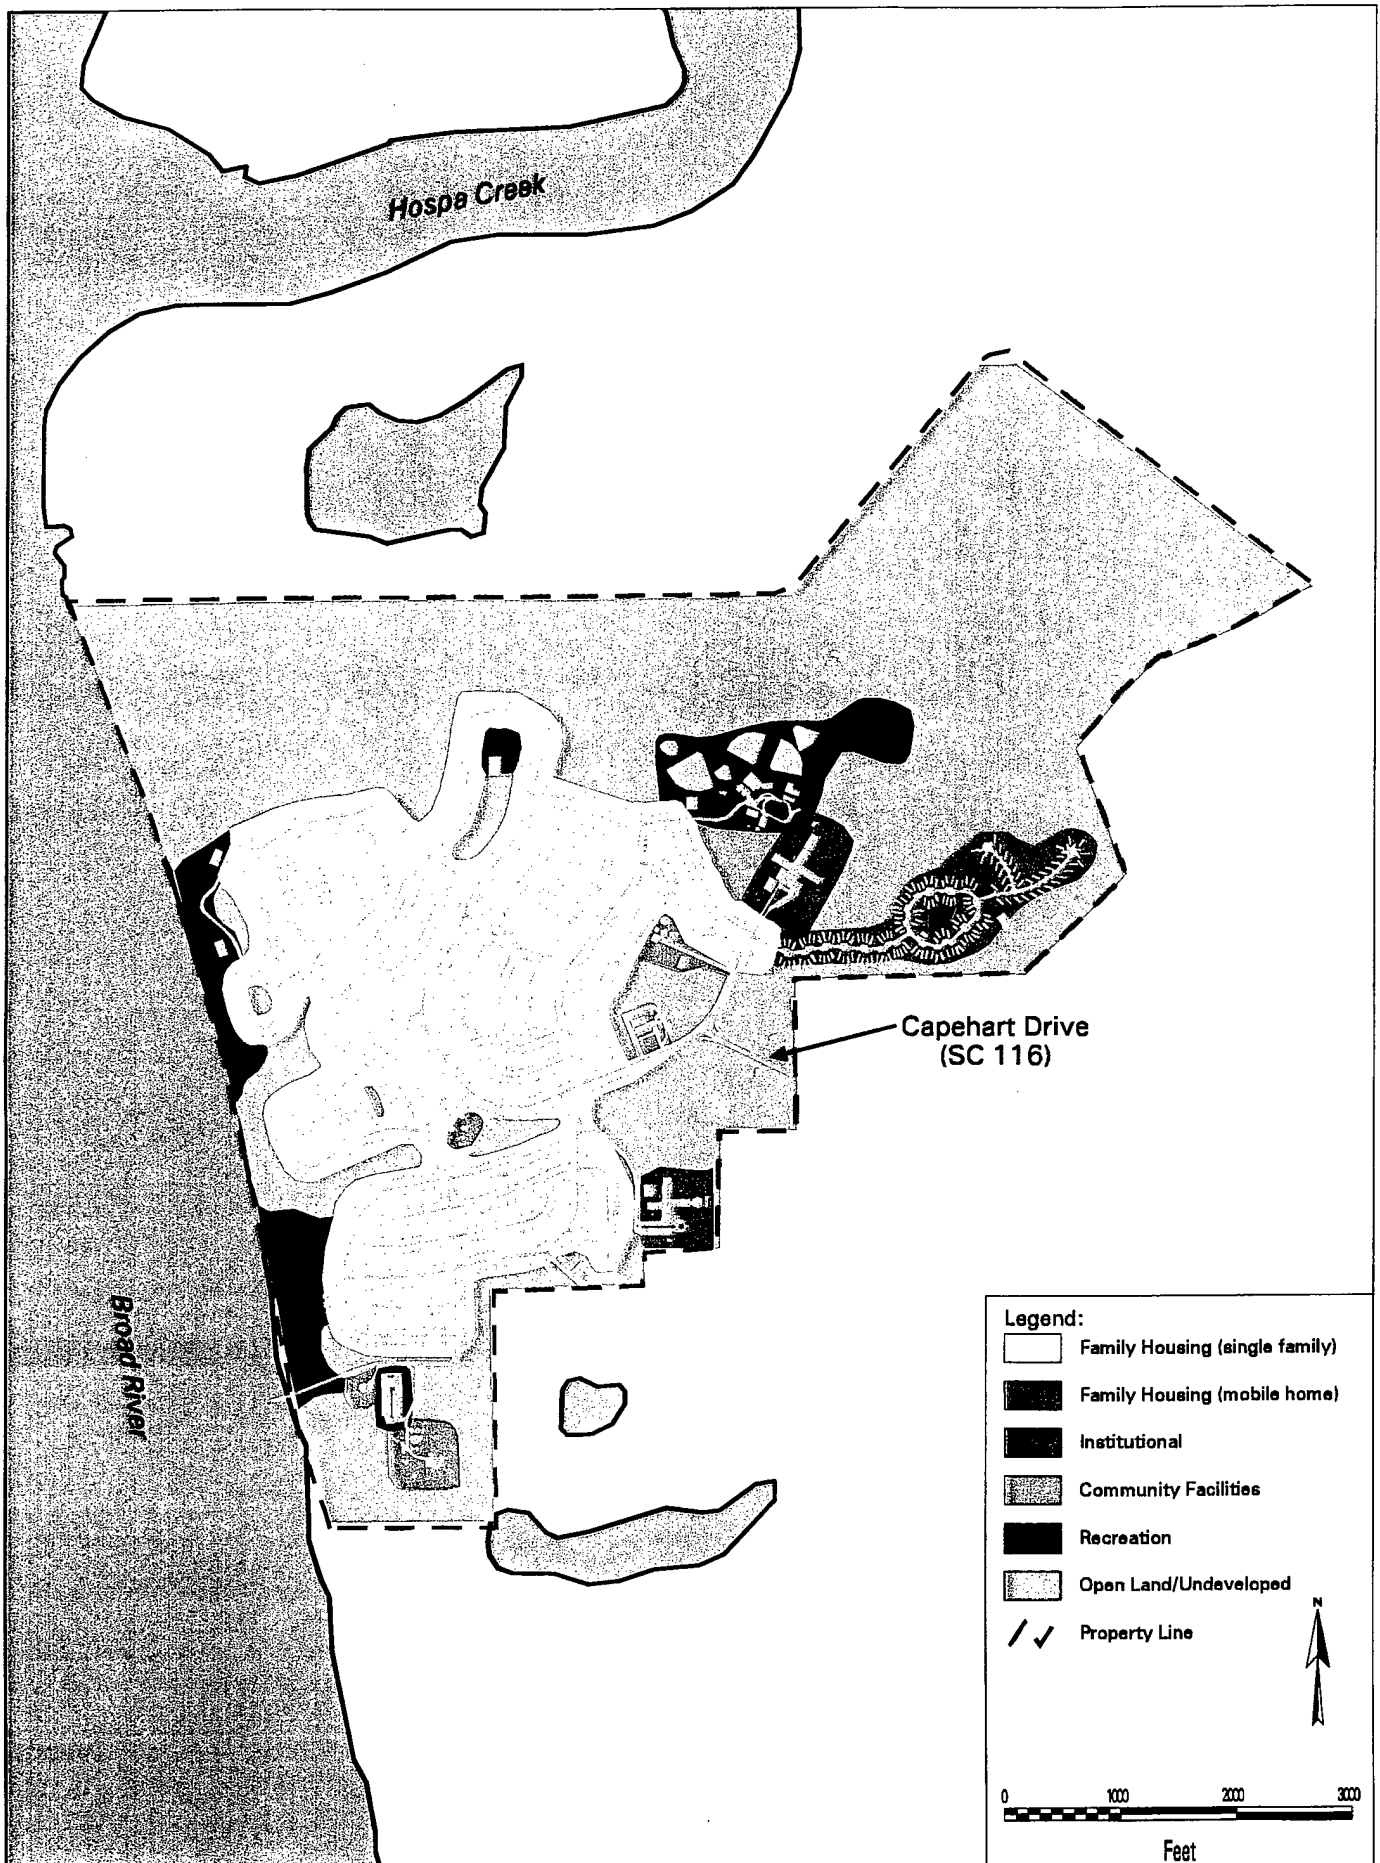 Hospa Creek
Capehart Drive
(SC 116)
Broad River
Legend:
Family Housing (single family)
Family Housing (mobile home)
Institutional
Community Facilities
Recreation
Open Land/Undeveloped
Property Line
N
0 1000 2000 3000
Feet